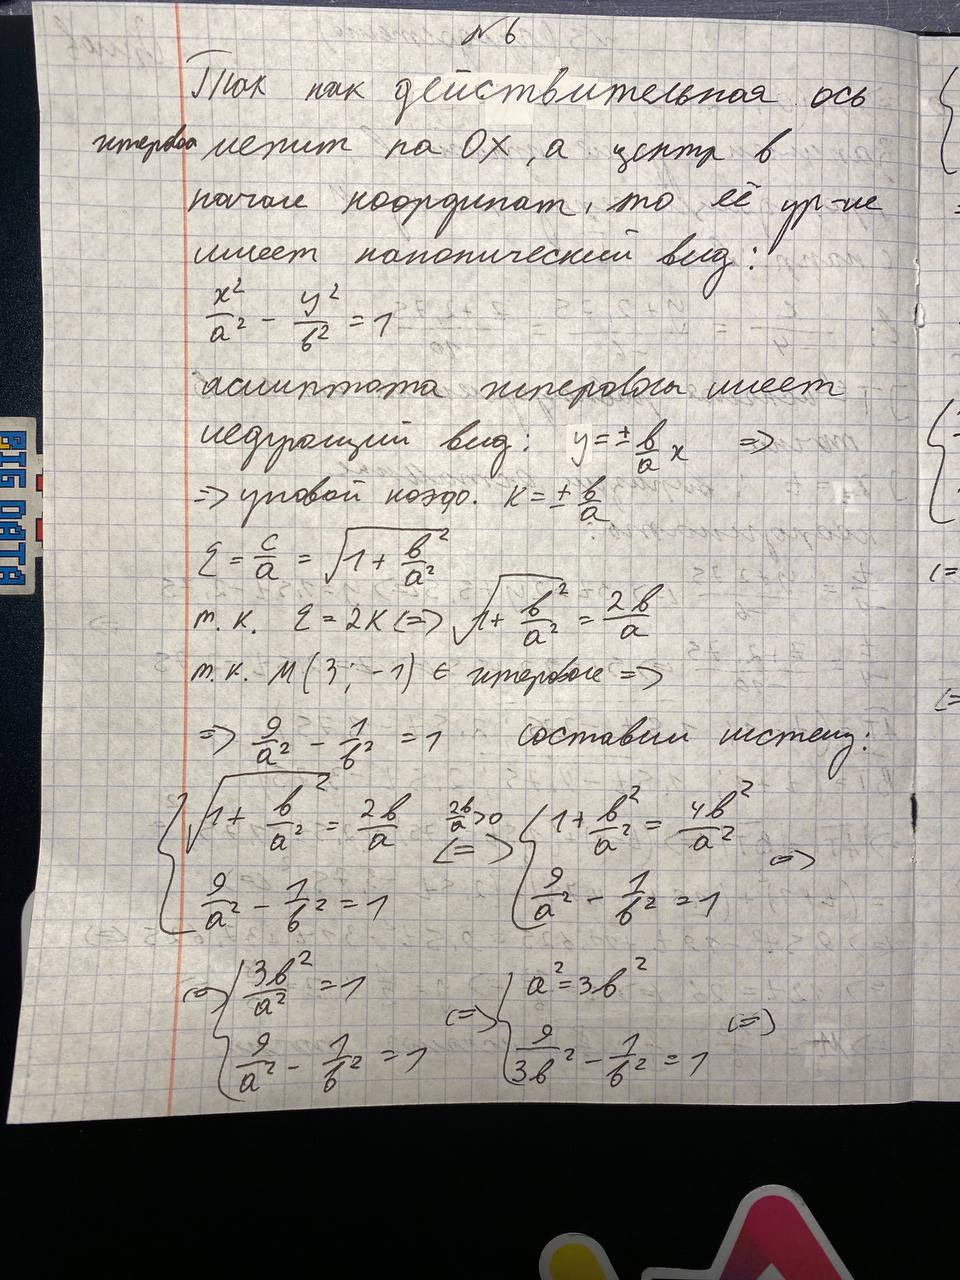 №6
Так как действительная ось
гиперболы лежит на OX, а центр в
начале координат, то её ур-ие
имеет канонический вид:
x²/a² - y²/b² = 1
асимптота гиперболы имеет
следующий вид: y = ± b/a x =>
=> угловой коэфф. K = ± b/a
ε = c/a = √(1 + b²/a²)
т.к. ε = 2K (=> √(1 + b²/a²) = 2b/a
т.к. M(3; -1) ∈ гиперболе =>
=> 9/a² - 1/b² = 1 составим систему:
{ √(1 + b²/a²) = 2b/a 2b/a > 0 (=> { 1 + b²/a² = 4b²/a² =>
9/a² - 1/b² = 1 9/a² - 1/b² = 1
(=> { 3b²/a² = 1 (=> { a² = 3b² (=>
9/a² - 1/b² = 1 9/3b² - 1/b² = 1
BIG DATA